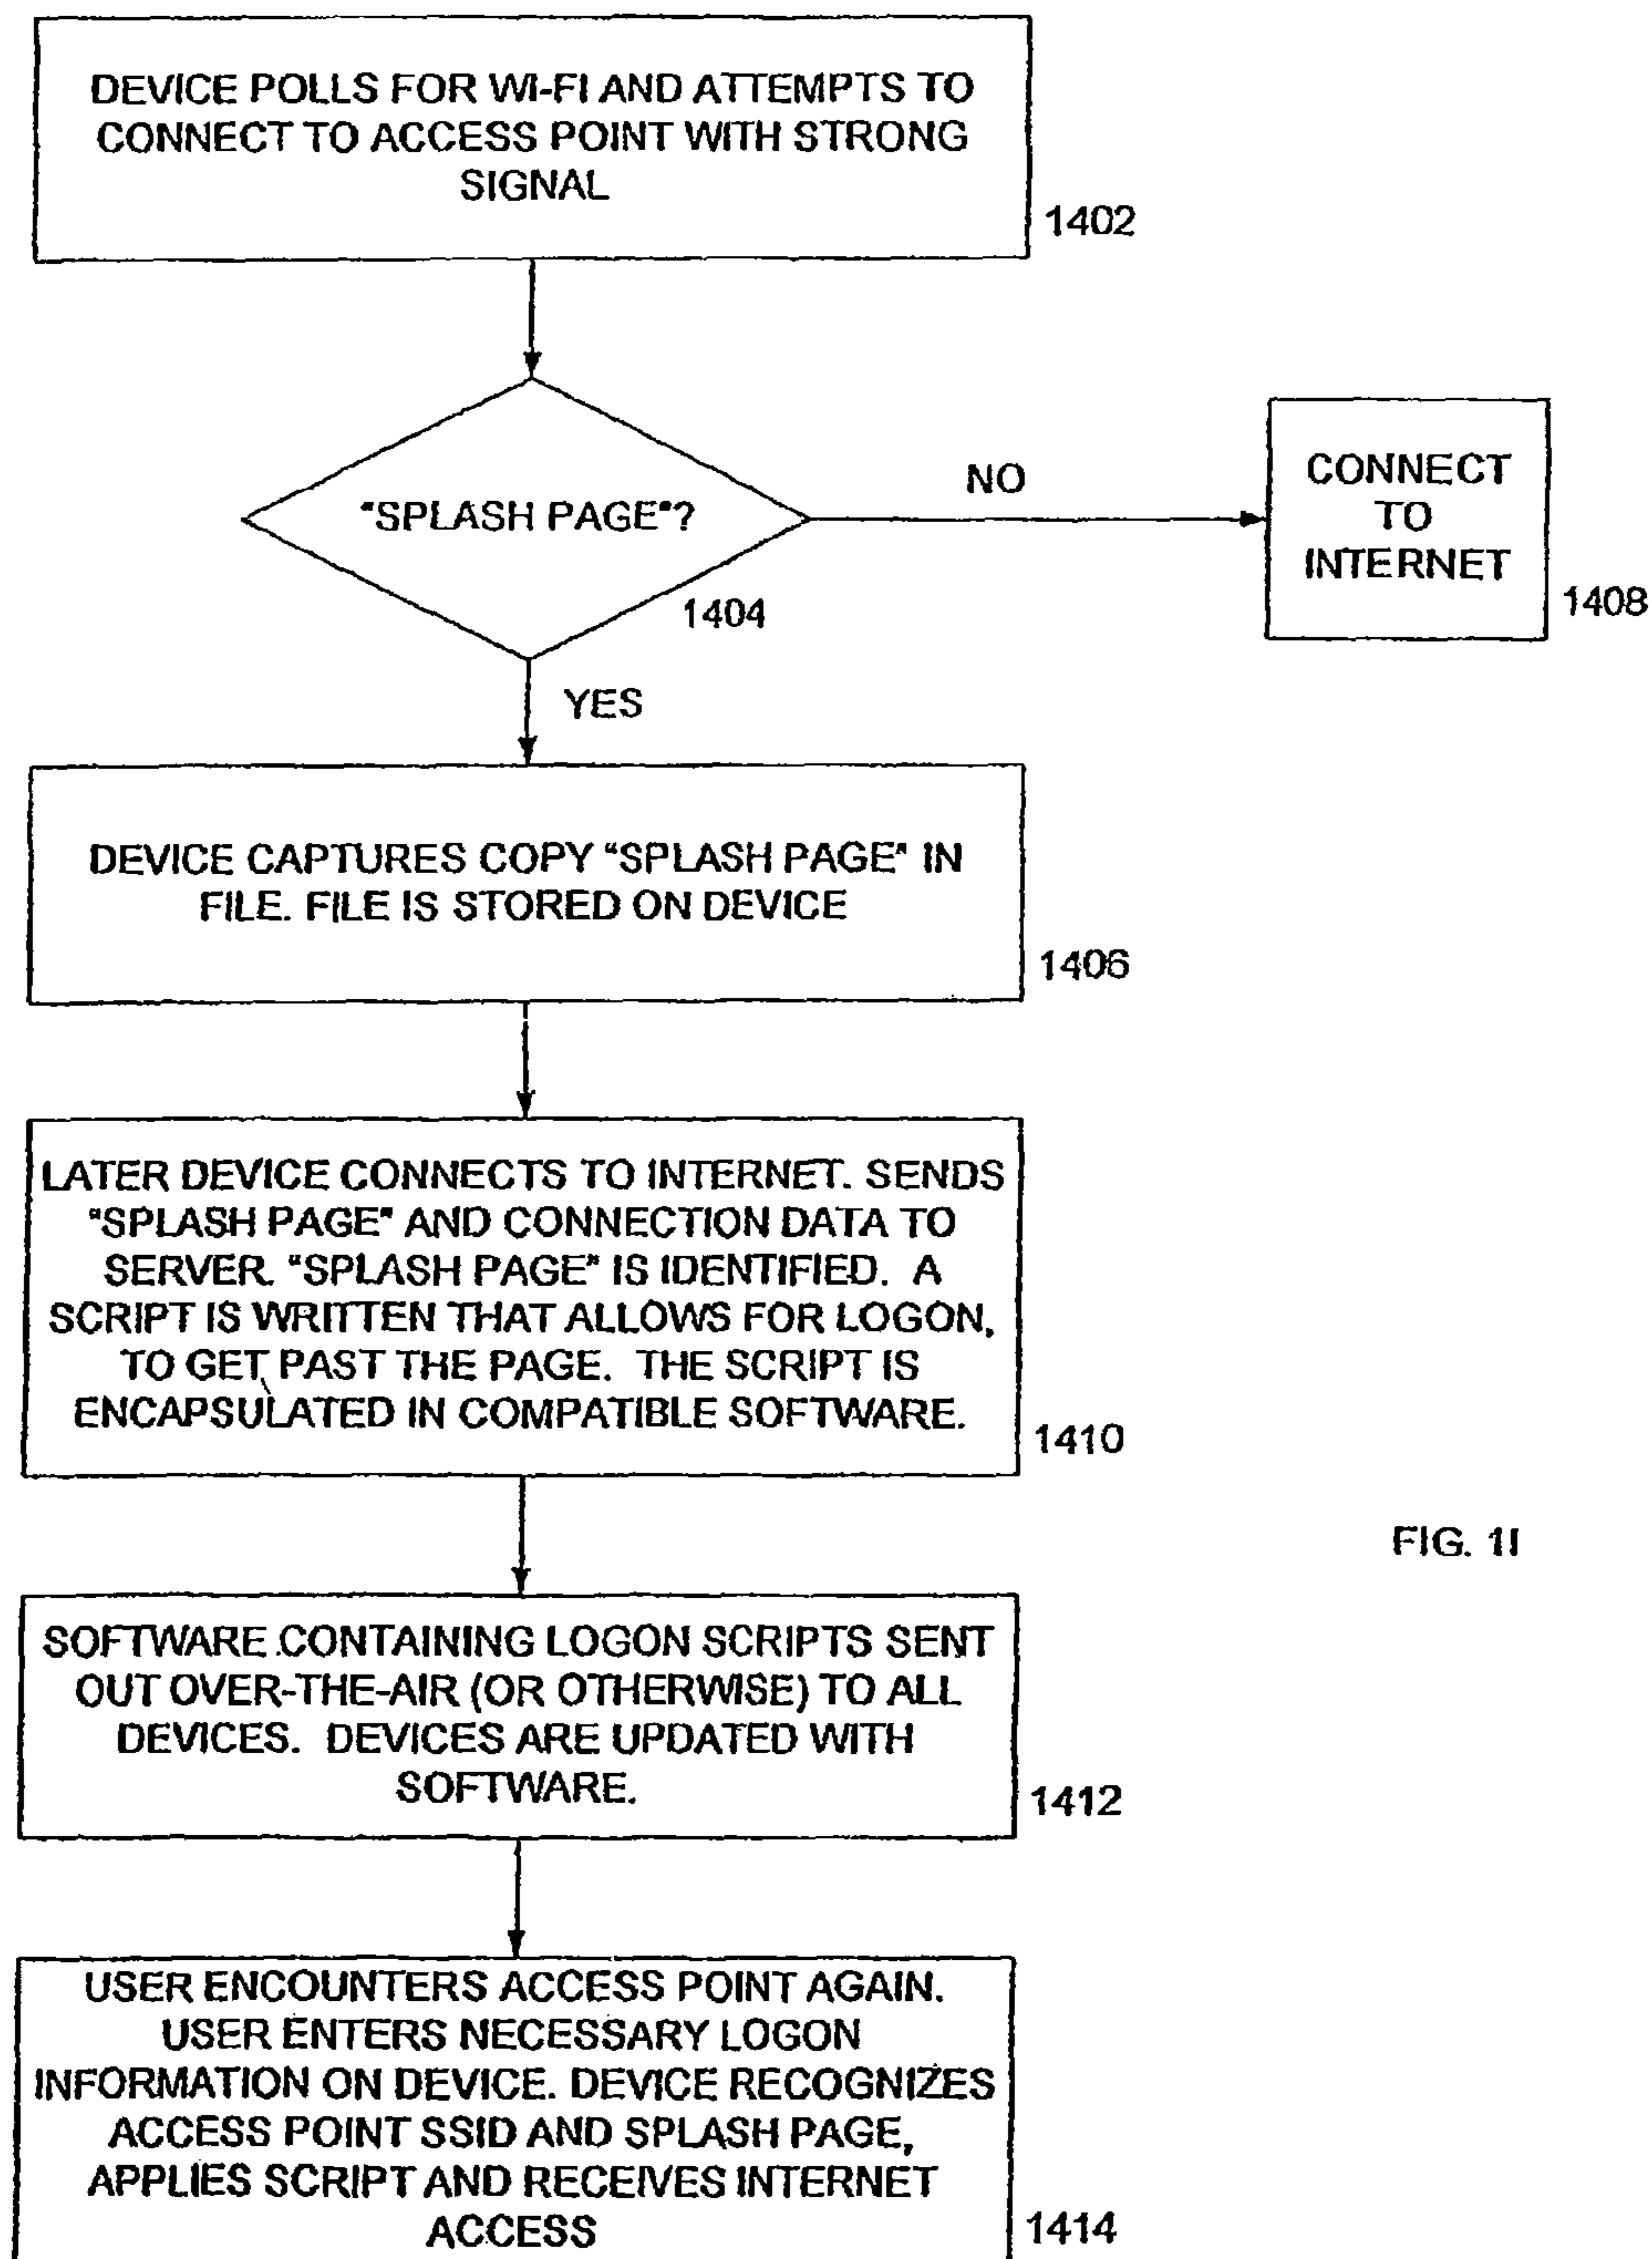 DEVICE POLLS FOR WI-FI AND ATTEMPTS TO
CONNECT TO ACCESS POINT WITH STRONG
SIGNAL
1402
"SPLASH PAGE"?
1404
NO
CONNECT
TO
INTERNET
1408
YES
DEVICE CAPTURES COPY "SPLASH PAGE" IN
FILE. FILE IS STORED ON DEVICE
1406
LATER DEVICE CONNECTS TO INTERNET. SENDS
"SPLASH PAGE" AND CONNECTION DATA TO
SERVER. "SPLASH PAGE" IS IDENTIFIED. A
SCRIPT IS WRITTEN THAT ALLOWS FOR LOGON,
TO GET PAST THE PAGE. THE SCRIPT IS
ENCAPSULATED IN COMPATIBLE SOFTWARE.
1410
FIG. 1I
SOFTWARE CONTAINING LOGON SCRIPTS SENT
OUT OVER-THE-AIR (OR OTHERWISE) TO ALL
DEVICES. DEVICES ARE UPDATED WITH
SOFTWARE.
1412
USER ENCOUNTERS ACCESS POINT AGAIN.
USER ENTERS NECESSARY LOGON
INFORMATION ON DEVICE. DEVICE RECOGNIZES
ACCESS POINT SSID AND SPLASH PAGE,
APPLIES SCRIPT AND RECEIVES INTERNET
ACCESS
1414